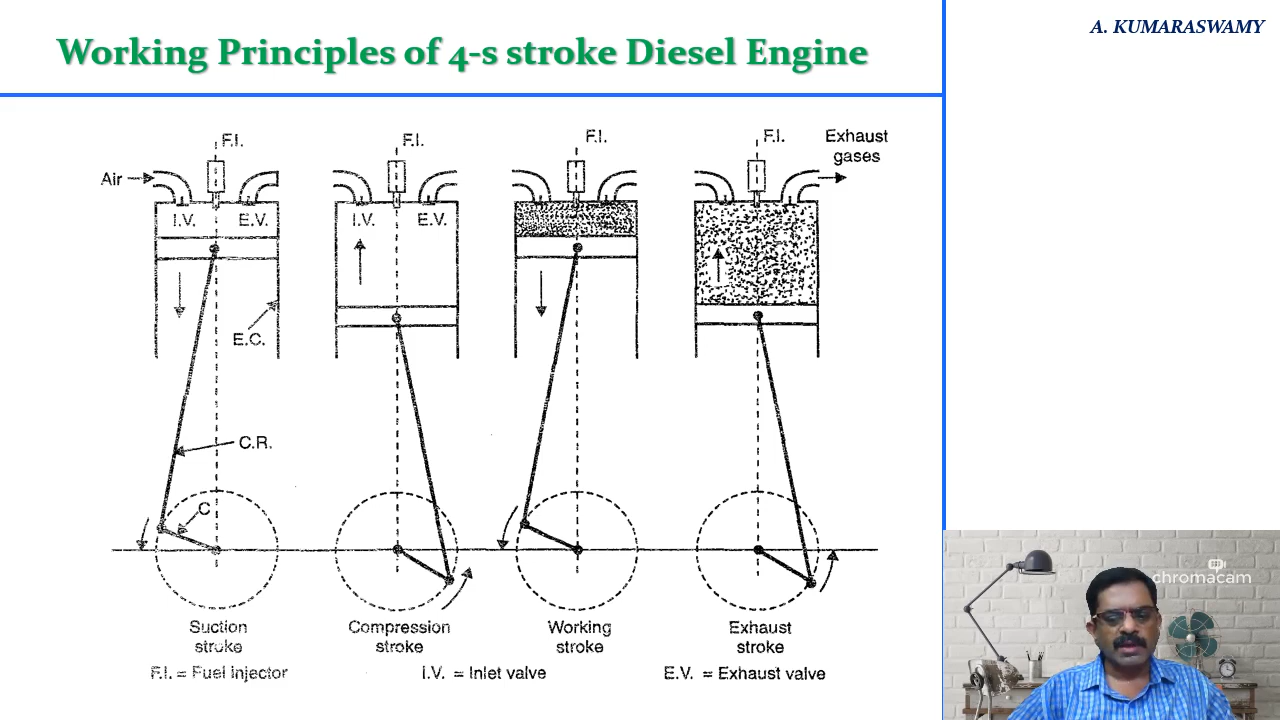 Working Principles of 4-s stroke Diesel Engine
A. KUMARASWAMY
F.I.
F.I.
F.I.
F.I.
Exhaust
gases
Air
I.V.
E.V.
I.V.
E.V.
E.C.
C.R.
C
Suction
stroke
Compression
stroke
Working
stroke
Exhaust
stroke
F.I. = Fuel injector
I.V. = Inlet valve
E.V. = Exhaust valve
chromacam